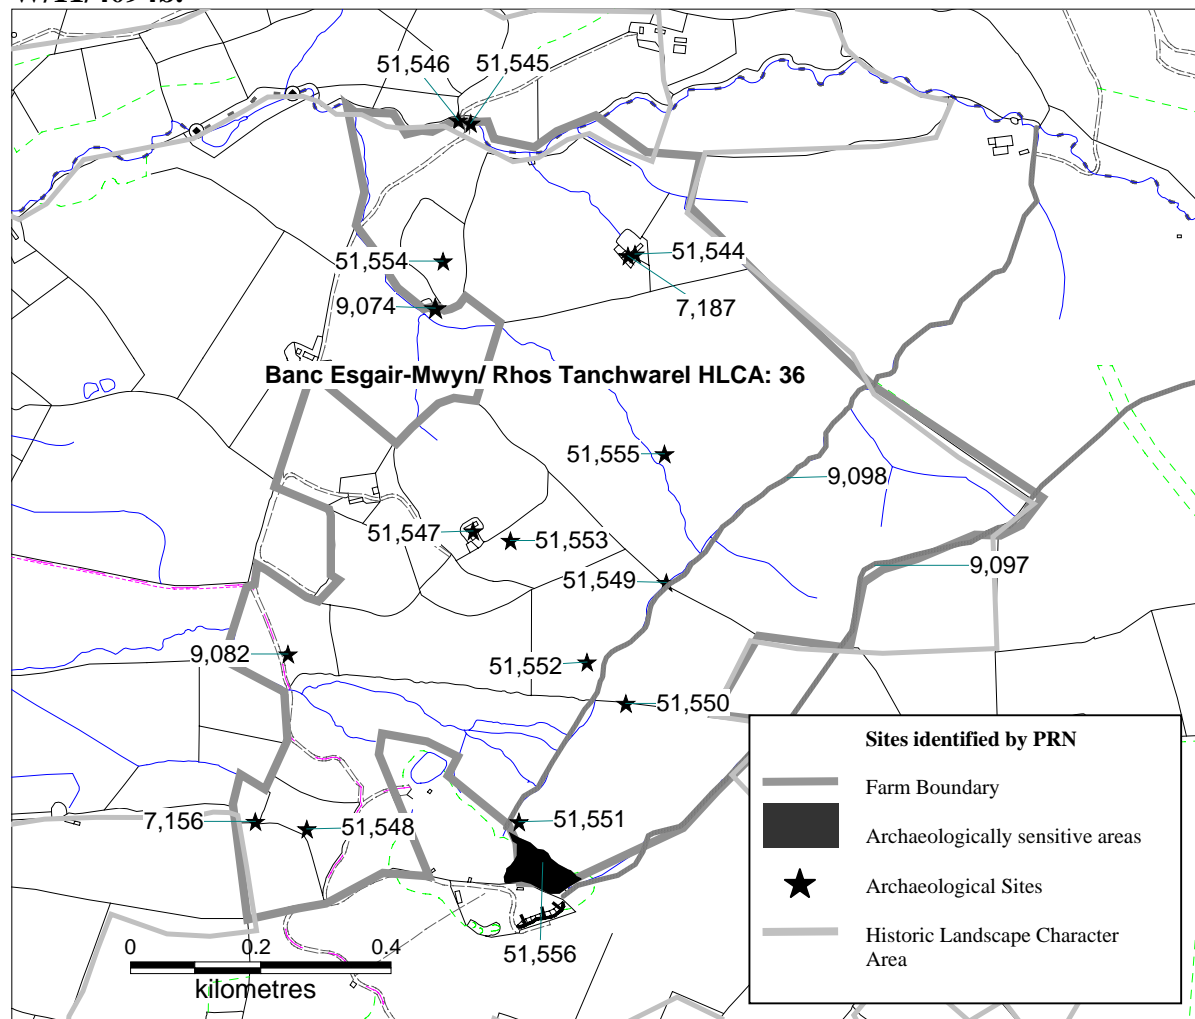 51,546 51,545
51,554
51,544
9,074
7,187
Banc Esgair-Mwyn/ Rhos Tanchwarel HLCA: 36
51,555
9,098
51,547
51,553
9,097
51,549
9,082
51,552
51,550
7,156
51,548
51,551
51,556
0 0.2 0.4
kilometres
Sites identified by PRN
Farm Boundary
Archaeologically sensitive areas
Archaeological Sites
Historic Landscape Character
Area